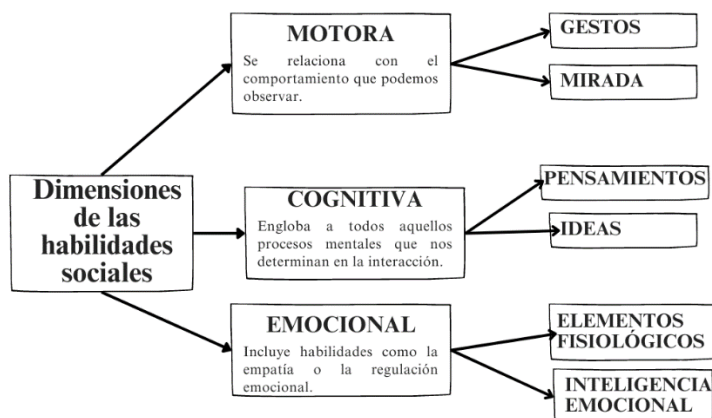 Dimensiones
de las
habilidades
sociales
MOTORA
Se relaciona con el
comportamiento que podemos
observar.
GESTOS
MIRADA
COGNITIVA
Engloba a todos aquellos
procesos mentales que nos
determinan en la interacción.
PENSAMIENTOS
IDEAS
EMOCIONAL
Incluye habilidades como la
empatía o la regulación
emocional.
ELEMENTOS
FISIOLÓGICOS
INTELIGENCIA
EMOCIONAL